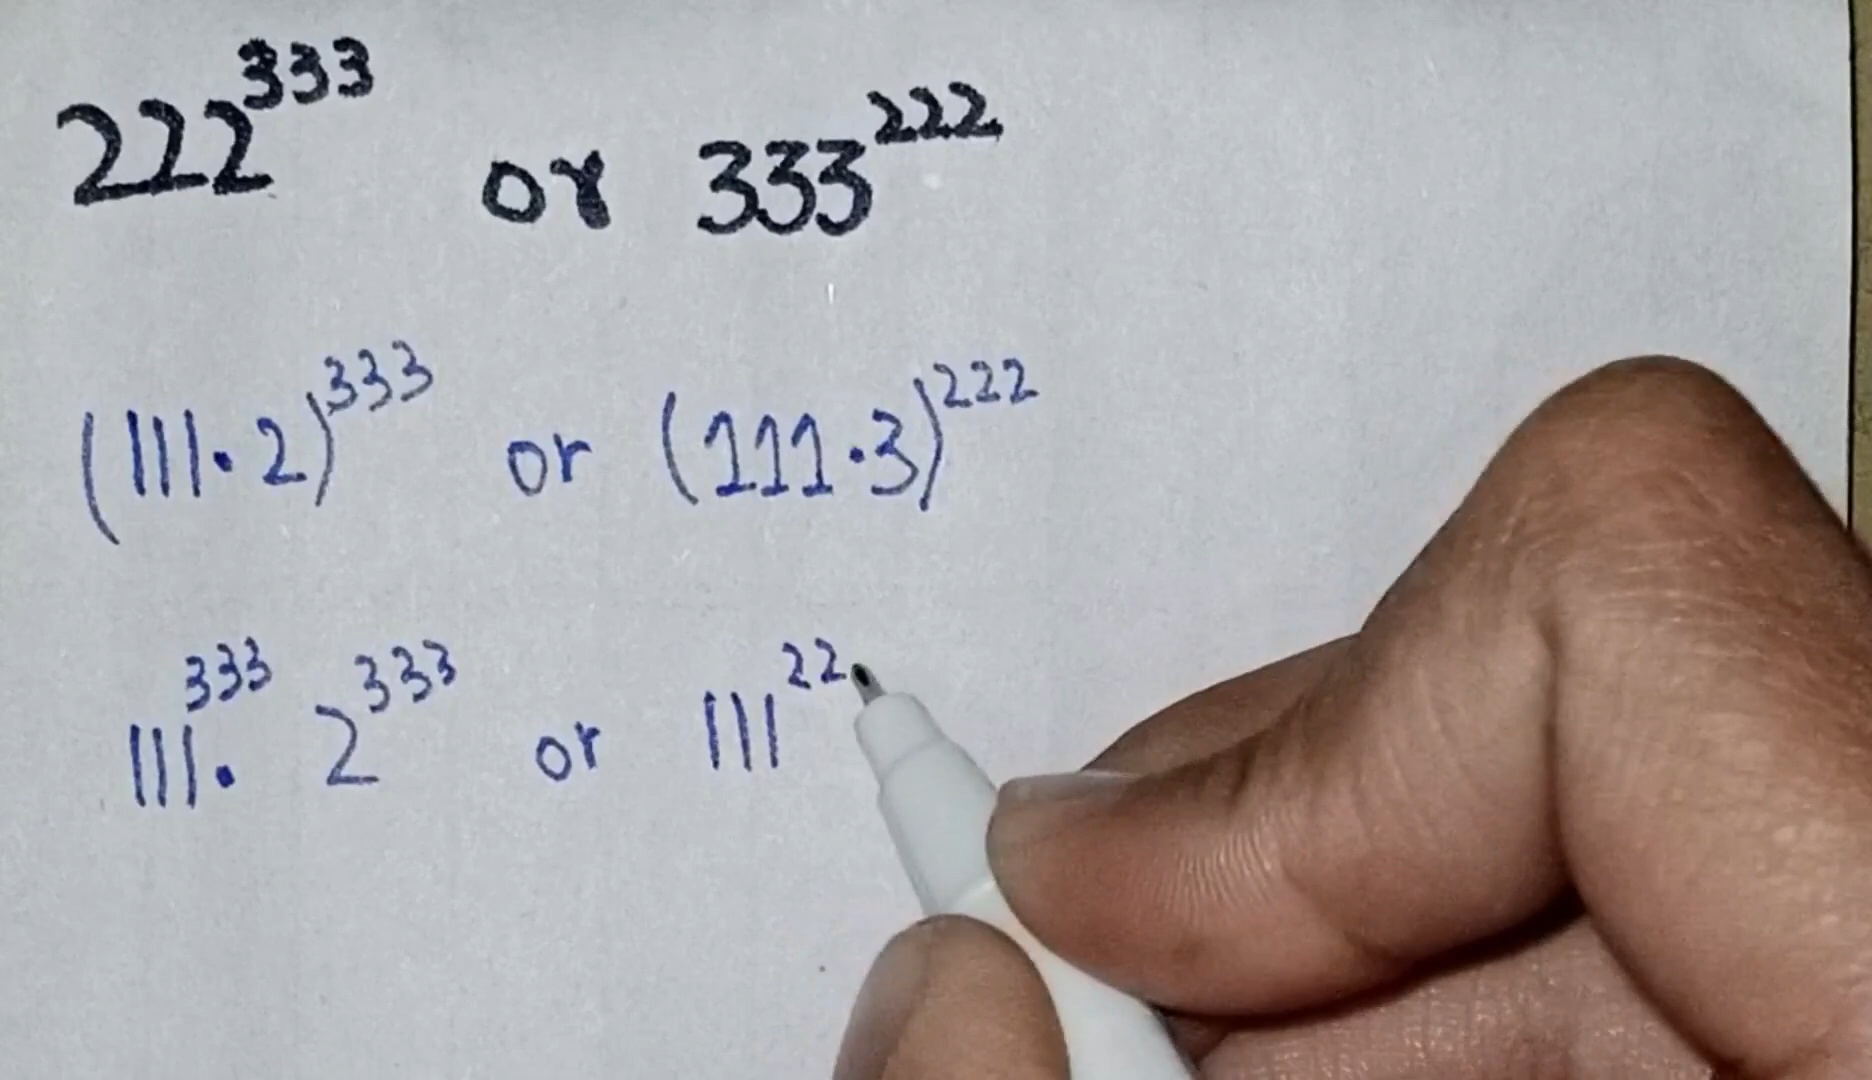 222^333 or 333^222
(111·2)^333 or (111·3)^222
111^333· 2^333 or 111^22